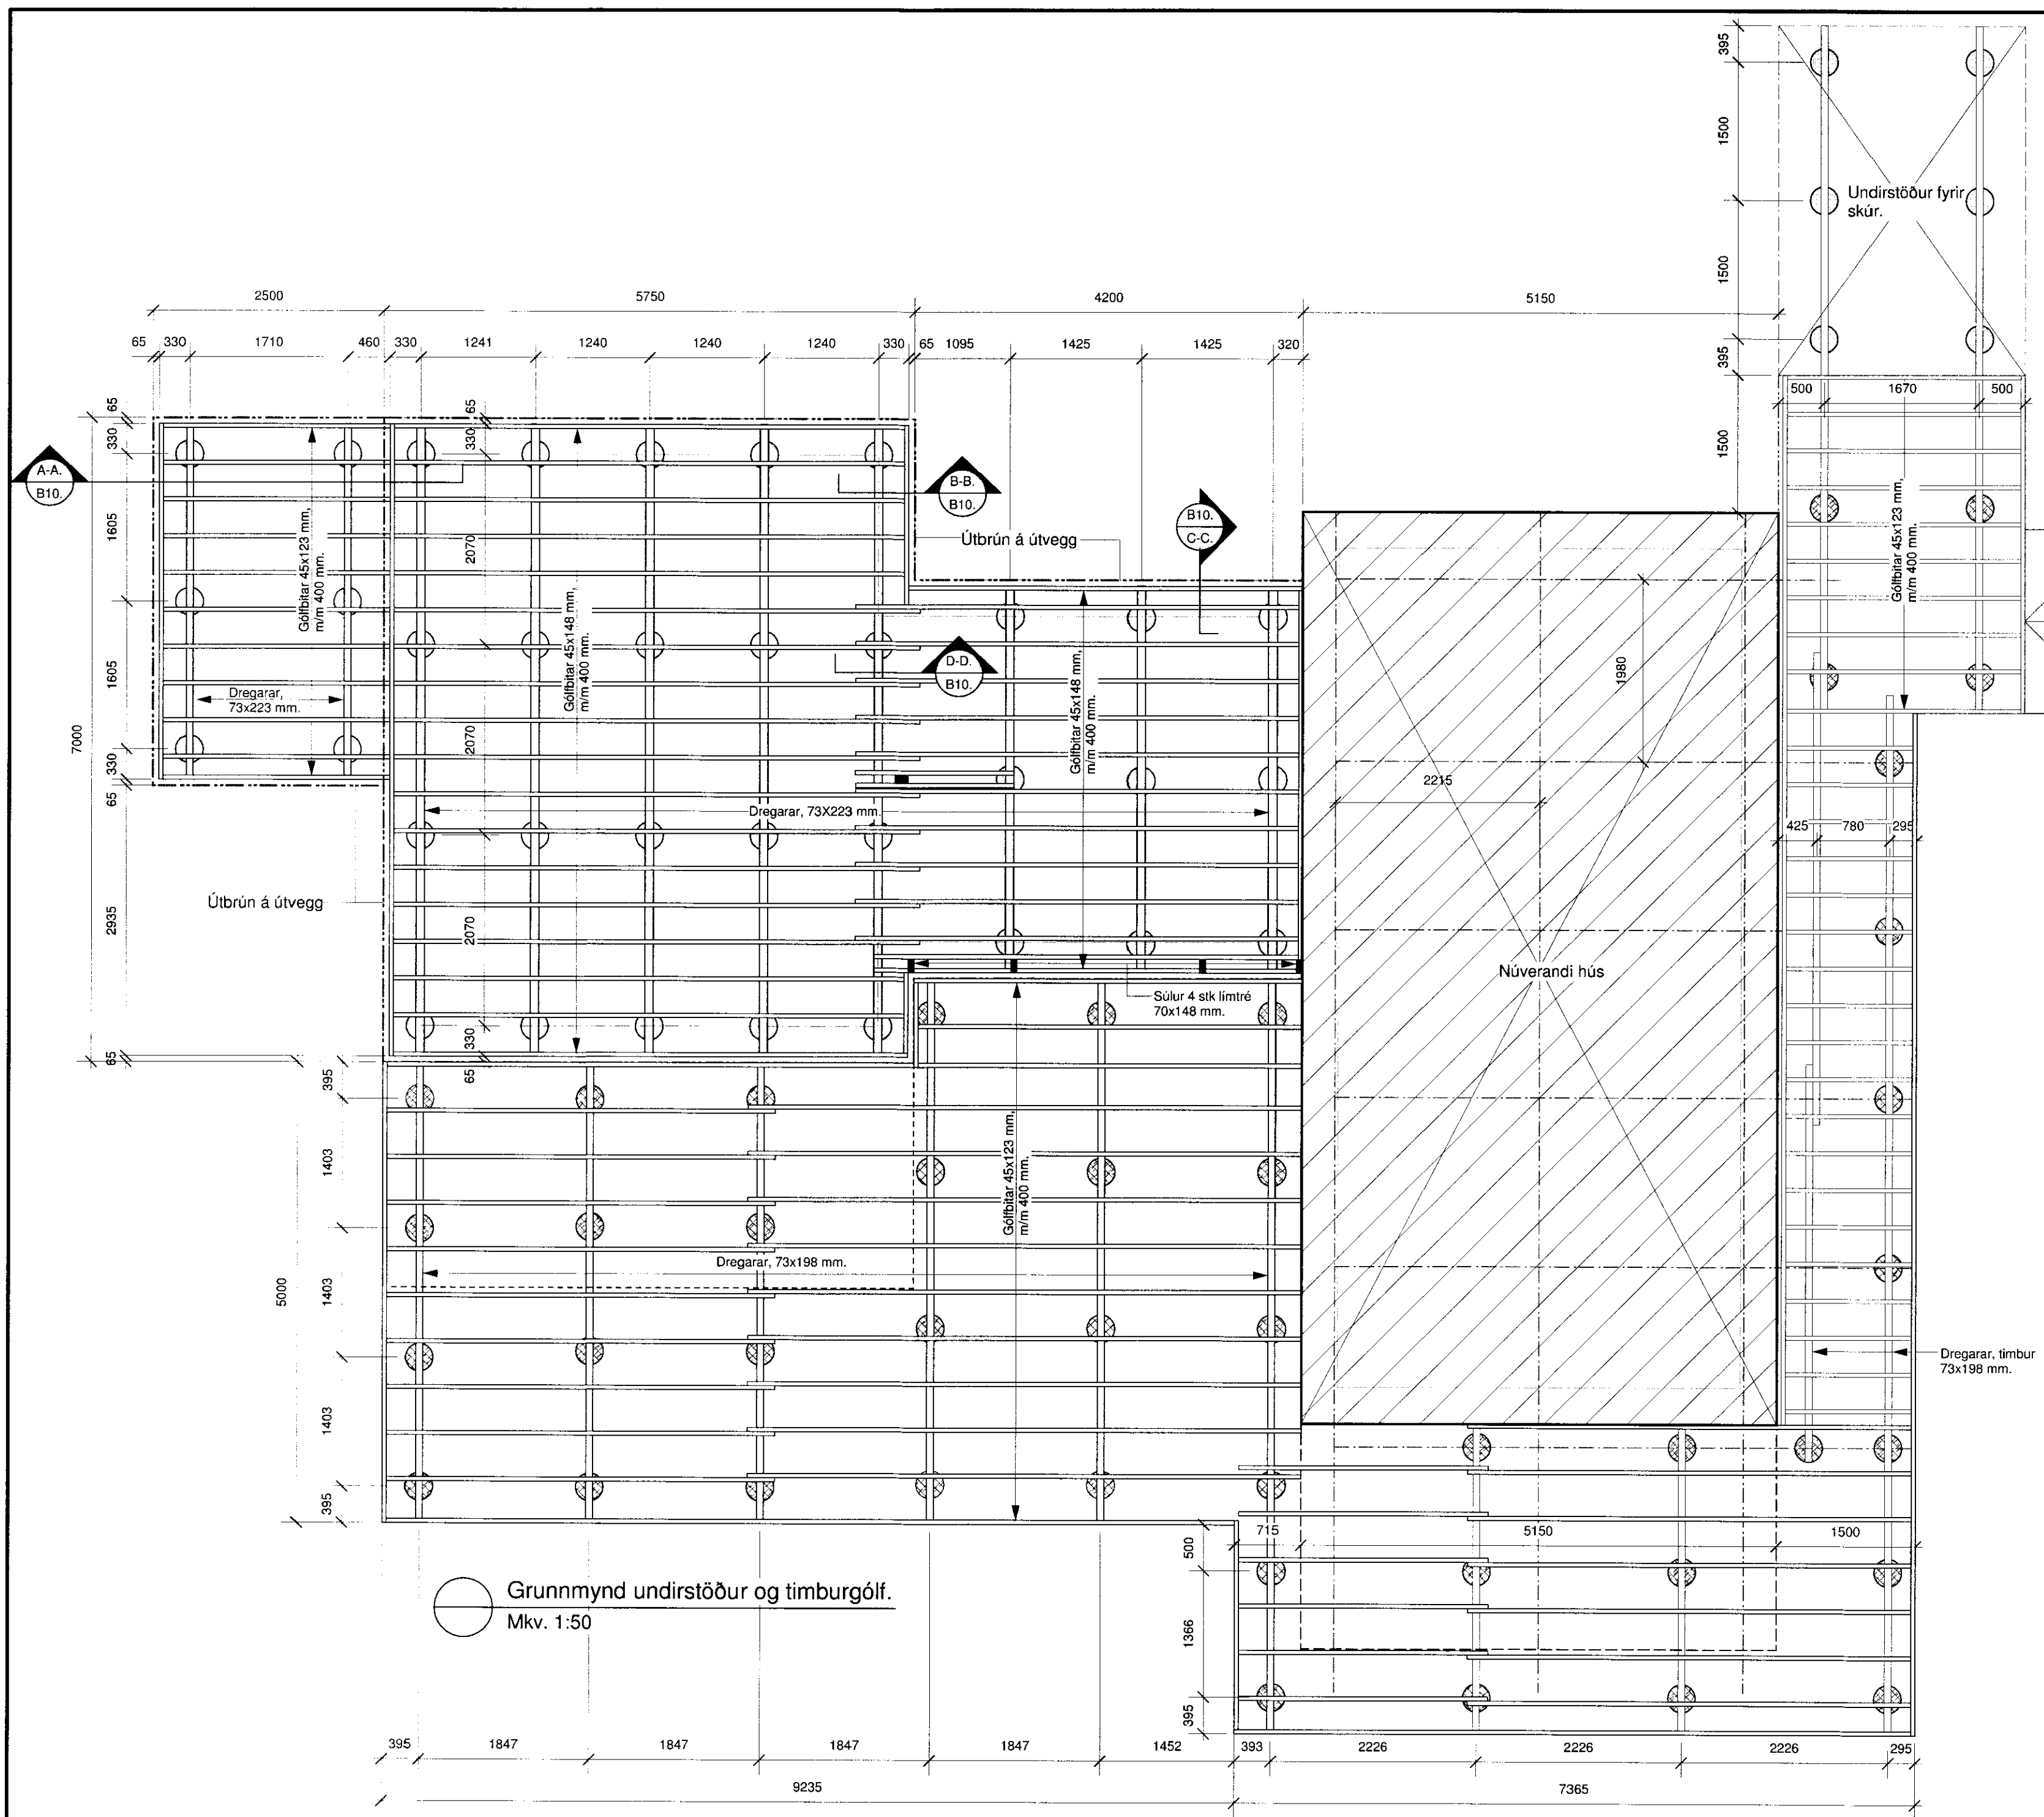 395
1500
1500
395
1500
Undirstöður fyrir
skúr.
2500
5750
4200
5150
65
330
1710
460
330
1241
1240
1240
1240
330
65
1095
1425
1425
320
500
1670
500
65
330
1605
1605
330
65
2935
65
7000
65
330
2070
2070
2070
330
65
A-A.
B10.
B-B.
B10.
B10.
C-C.
D-D.
B10.
Útbrún á útvegg
Gólfbitar 45x123 mm,
m/m 400 mm.
Gólfbitar 45x148 mm,
m/m 400 mm.
Gólfbitar 45x148 mm,
m/m 400 mm.
Gólfbitar 45x123 mm,
m/m 400 mm.
Dregarar,
73x223 mm.
1980
2215
Dregarar, 73X223 mm.
425
780
295
Útbrún á útvegg
Núverandi hús
Súlur 4 stk límtré
70x148 mm.
395
1403
1403
1403
395
5000
Gólfbitar 45x123 mm,
m/m 400 mm.
Dregarar, 73x198 mm.
Dregarar, timbur
73x198 mm.
715
5150
1500
500
1366
395
Grunnmynd undirstöður og timburgólf.
Mkv. 1:50
395
1847
1847
1847
1847
1452
393
2226
2226
2226
295
9235
7365